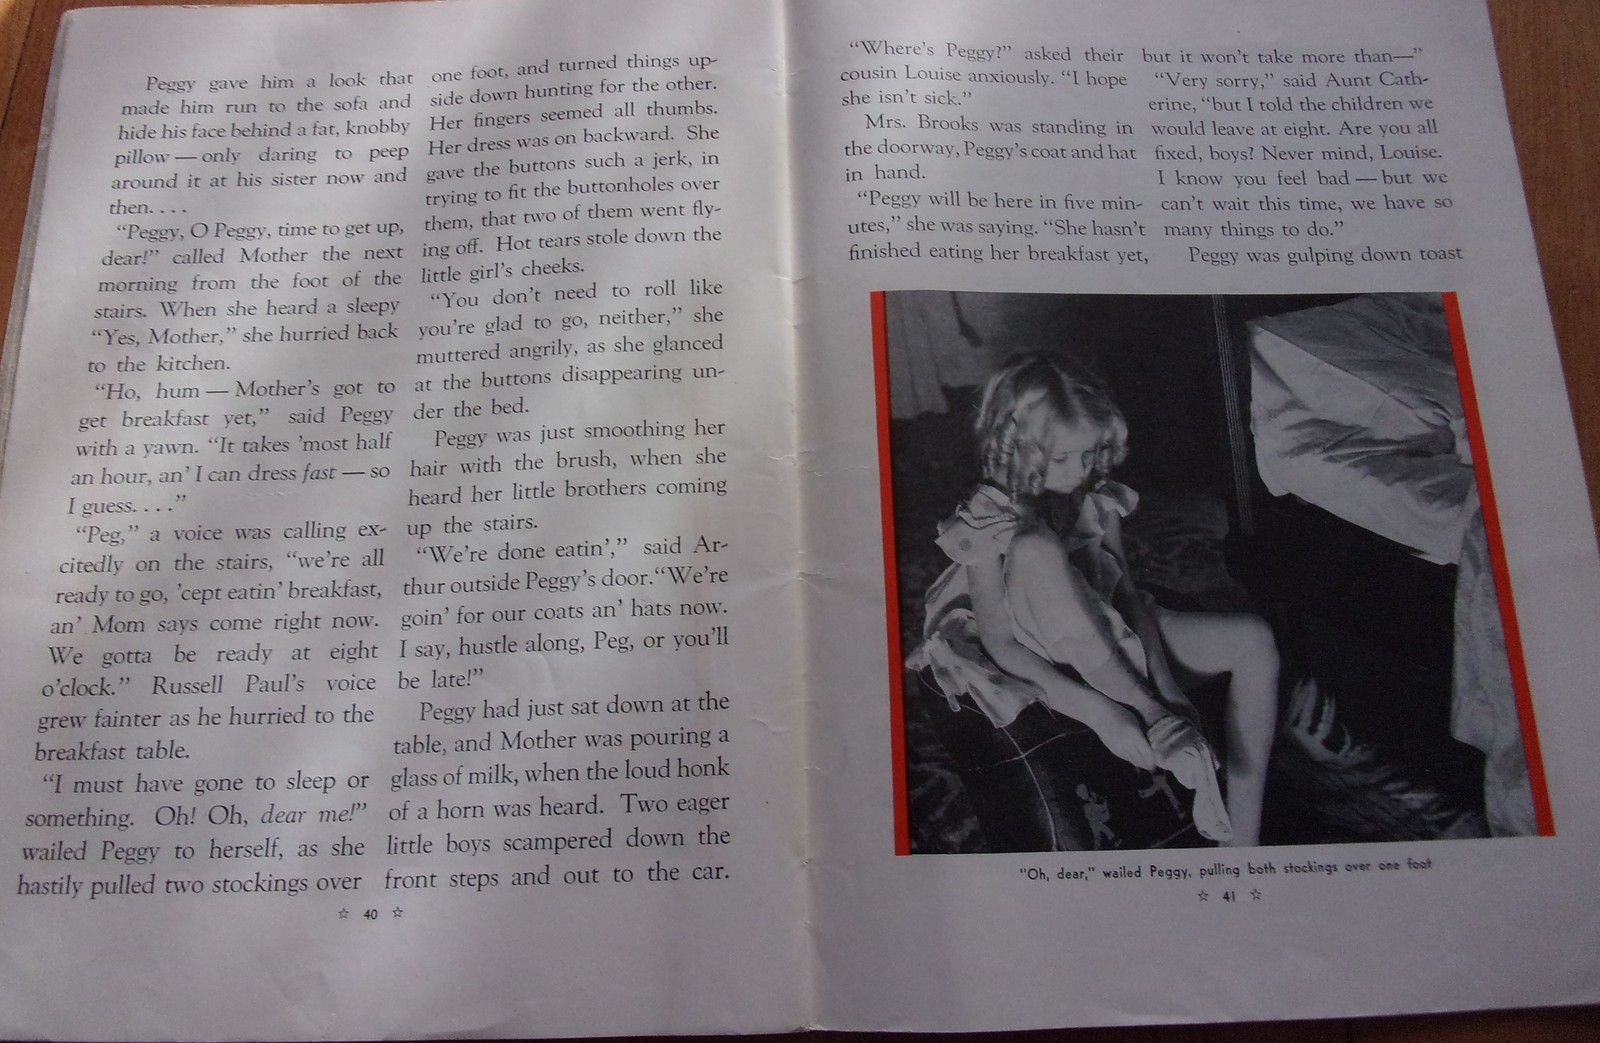 Peggy gave him a look that
made him run to the sofa and
hide his face behind a fat, knobby
pillow — only daring to peep
around it at his sister now and
then. . . .
“Peggy, O Peggy, time to get up,
dear!” called Mother the next
morning from the foot of the
stairs. When she heard a sleepy
“Yes, Mother,” she hurried back
to the kitchen.
“Ho, hum — Mother’s got to
get breakfast yet,” said Peggy
with a yawn. “It takes ’most half
an hour, an’ I can dress fast — so
I guess. . . .”
“Peg,” a voice was calling ex-
citedly on the stairs, “we’re all
ready to go, ’cept eatin’ breakfast,
an’ Mom says come right now.
We gotta be ready at eight
o’clock.” Russell Paul’s voice
grew fainter as he hurried to the
breakfast table.
“I must have gone to sleep or
something. Oh! Oh, dear me!”
wailed Peggy to herself, as she
hastily pulled two stockings over
one foot, and turned things up-
side down hunting for the other.
Her fingers seemed all thumbs.
Her dress was on backward. She
gave the buttons such a jerk, in
trying to fit the buttonholes over
them, that two of them went fly-
ing off. Hot tears stole down the
little girl’s cheeks.
“You don’t need to roll like
you’re glad to go, neither,” she
muttered angrily, as she glanced
at the buttons disappearing un-
der the bed.
Peggy was just smoothing her
hair with the brush, when she
heard her little brothers coming
up the stairs.
“We’re done eatin’,” said Ar-
thur outside Peggy’s door.“We’re
goin’ for our coats an’ hats now.
I say, hustle along, Peg, or you’ll
be late!”
Peggy had just sat down at the
table, and Mother was pouring a
glass of milk, when the loud honk
of a horn was heard. Two eager
little boys scampered down the
front steps and out to the car.
☆ 40 ☆
“Where’s Peggy?” asked their
cousin Louise anxiously. “I hope
she isn’t sick.”
Mrs. Brooks was standing in
the doorway, Peggy’s coat and hat
in hand.
“Peggy will be here in five min-
utes,” she was saying. “She hasn’t
finished eating her breakfast yet,
but it won’t take more than—”
“Very sorry,” said Aunt Cath-
erine, “but I told the children we
would leave at eight. Are you all
fixed, boys? Never mind, Louise.
I know you feel bad — but we
can’t wait this time, we have so
many things to do.”
Peggy was gulping down toast
“Oh, dear,” wailed Peggy, pulling both stockings over one foot
☆ 41 ☆